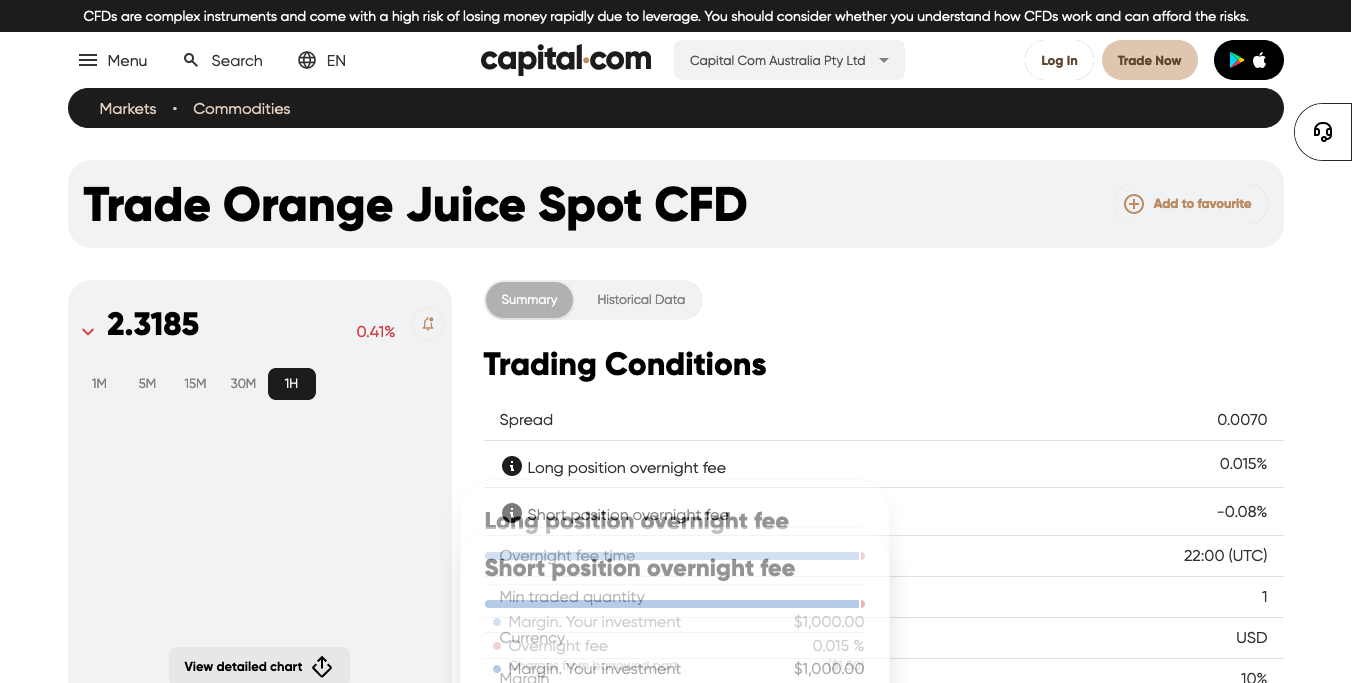 CFDs are complex instruments and come with a high risk of losing money rapidly due to leverage. You should consider whether you understand how CFDs work and can afford the risks.
Menu Search EN capital.com Capital Com Australia Pty Ltd Log In Trade Now
Markets • Commodities
Trade Orange Juice Spot CFD Add to favourite
2.3185 0.41%
1M 5M 15M 30M 1H
View detailed chart
Summary Historical Data
Trading Conditions
Spread 0.0070
Long position overnight fee 0.015%
Short position overnight fee -0.08%
Long position overnight fee
Overnight fee time 22:00 (UTC)
Short position overnight fee
Min traded quantity 1
Margin. Your investment $1,000.00
Currency USD
Overnight fee 0.015 %
Margin. Your investment $1,000.00
Margin 10%